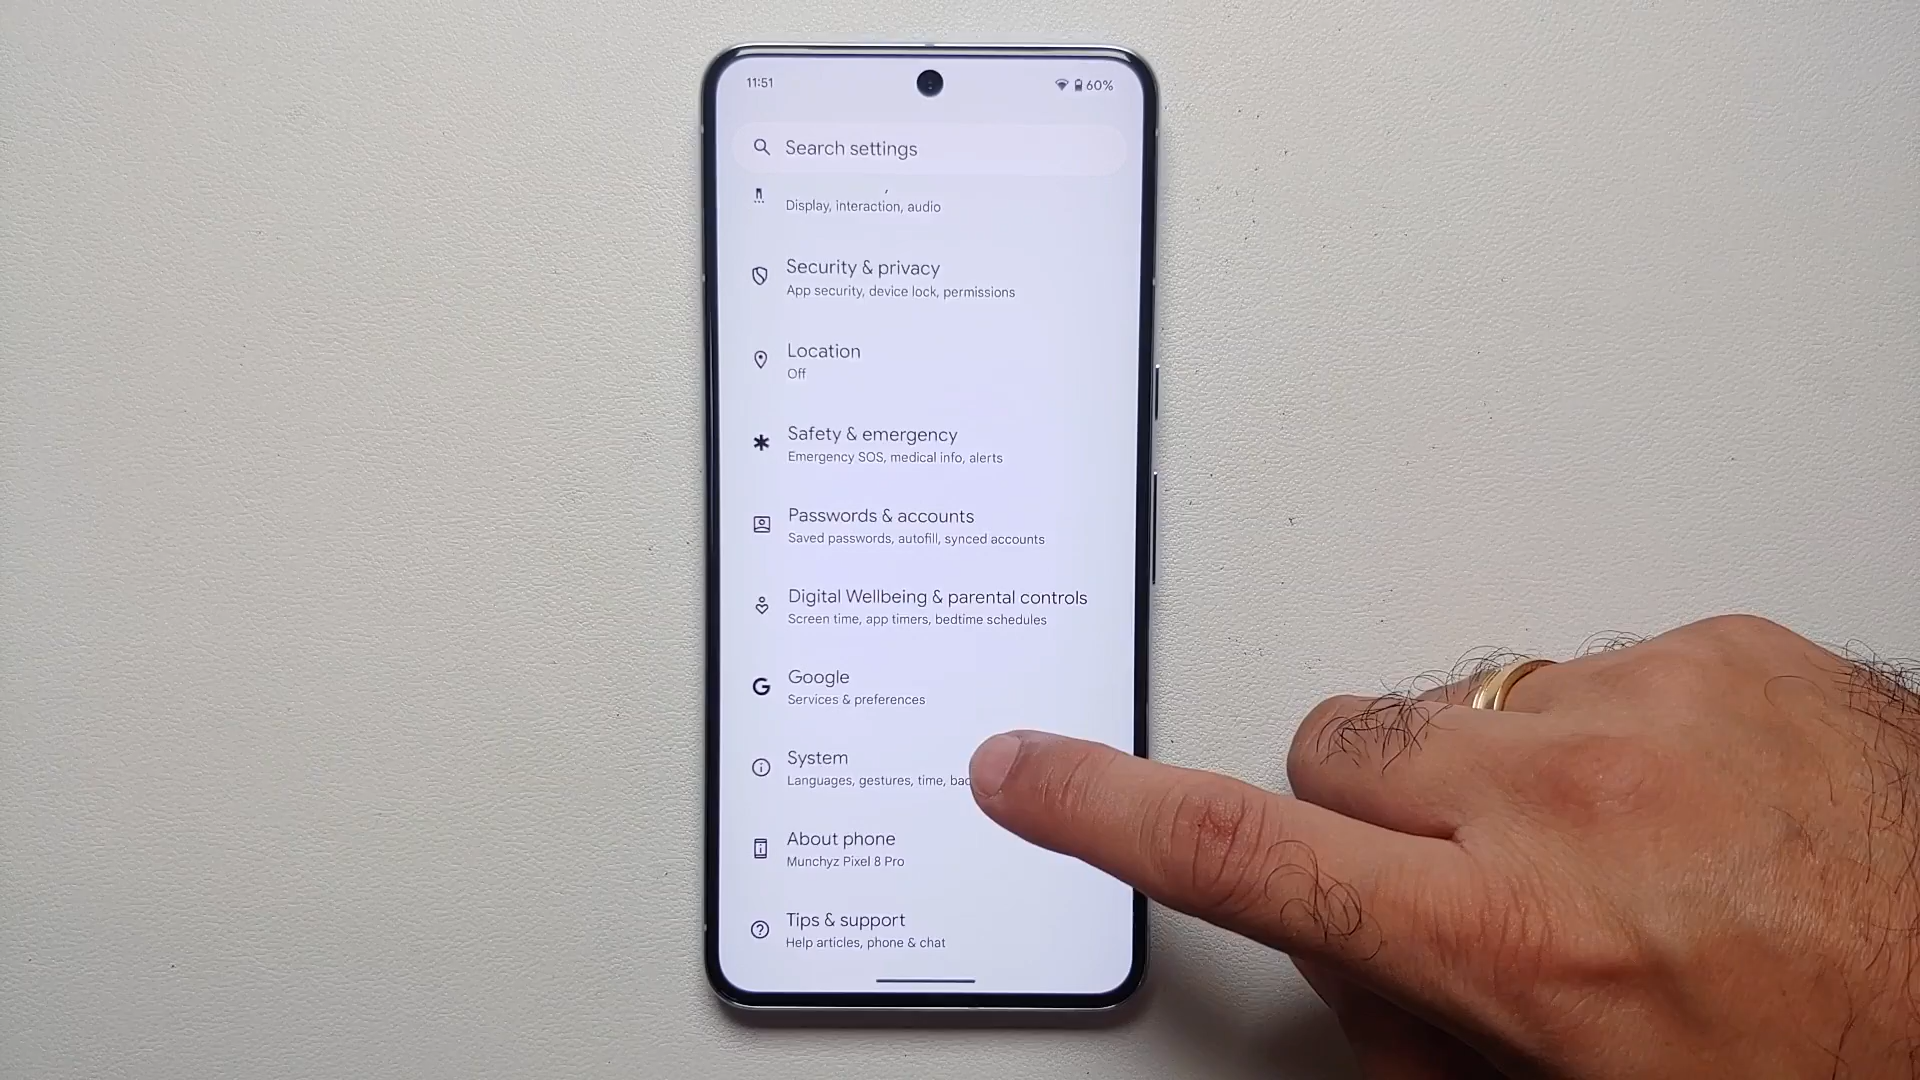 11:51
60%
Search settings
Display, interaction, audio
Security & privacy
App security, device lock, permissions
Location
Off
Safety & emergency
Emergency SOS, medical info, alerts
Passwords & accounts
Saved passwords, autofill, synced accounts
Digital Wellbeing & parental controls
Screen time, app timers, bedtime schedules
Google
Services & preferences
System
Languages, gestures, time,
About phone
Munchyz Pixel 8 Pro
Tips & support
Help articles, phone & chat